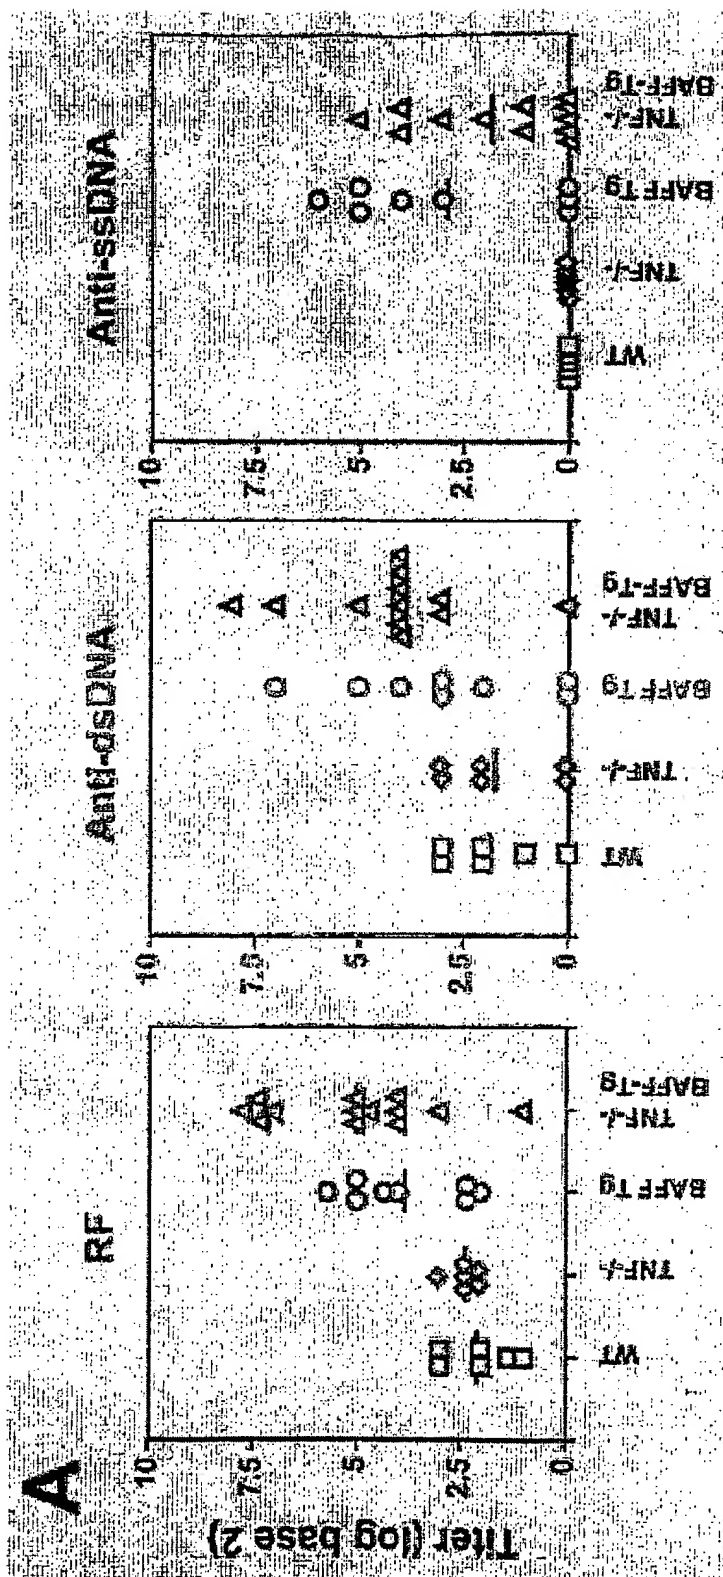 A
RF
Anti-dsDNA
Anti-ssDNA
Titer (log base 2)
10
7.5
5
2.5
0
WT
TNF-/-
BAFF Tg
TNF-/-
BAFF-Tg
10
7.5
5
2.5
0
WT
TNF-/-
BAFF Tg
TNF-/-
BAFF-Tg
10
7.5
5
2.5
0
WT
TNF-/-
BAFF Tg
TNF-/-
BAFF-Tg